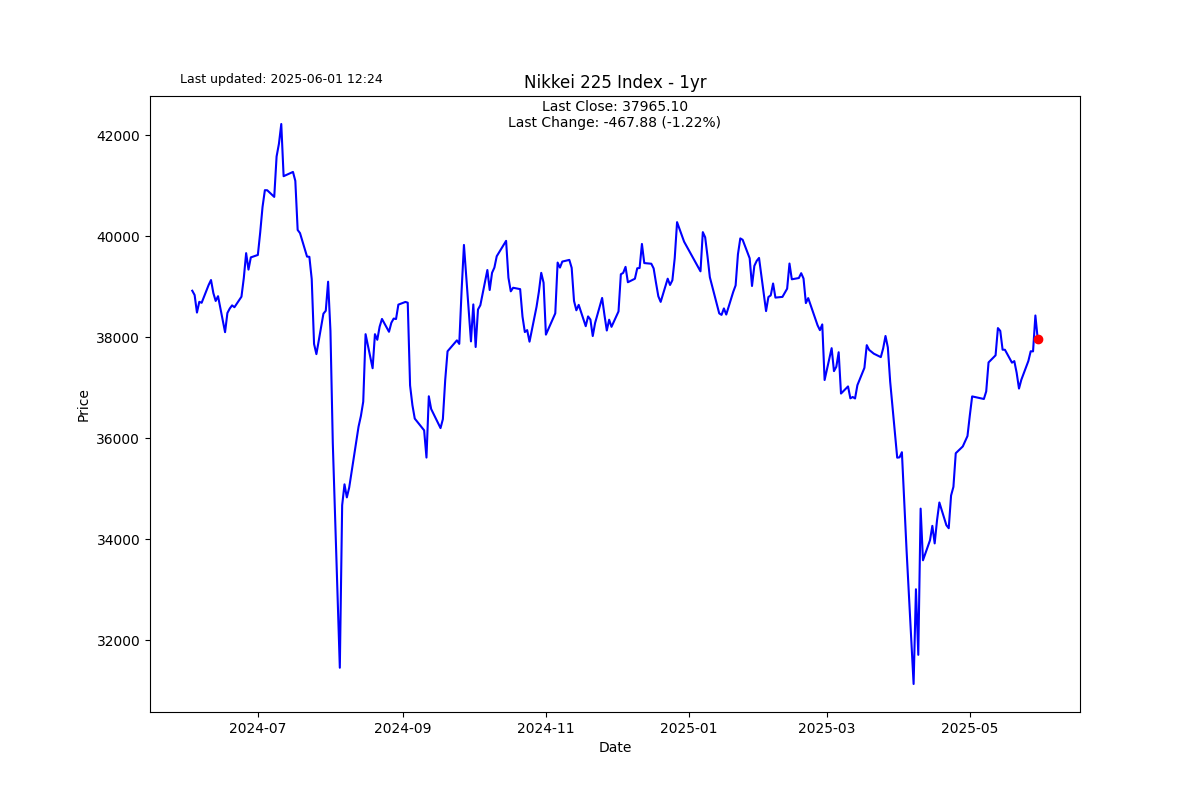 Last updated: 2025-06-01 12:24
Nikkei 225 Index - 1yr
Last Close: 37965.10
Last Change: -467.88 (-1.22%)
42000
40000
38000
36000
34000
32000
Price
2024-07
2024-09
2024-11
2025-01
2025-03
2025-05
Date